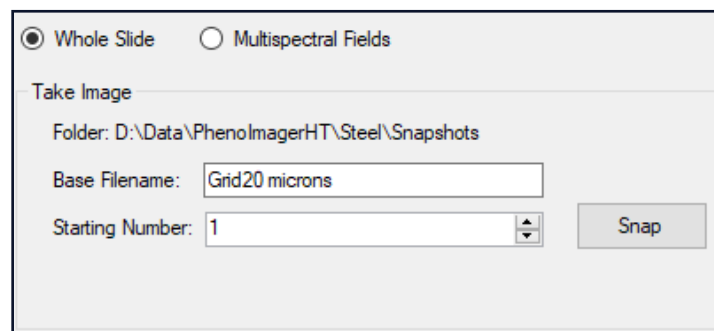 Whole Slide Multispectral Fields
Take Image
Folder: D:\Data\PhenoImagerHT\Steel\Snapshots
Base Filename: Grid20 microns
Starting Number: 1 Snap